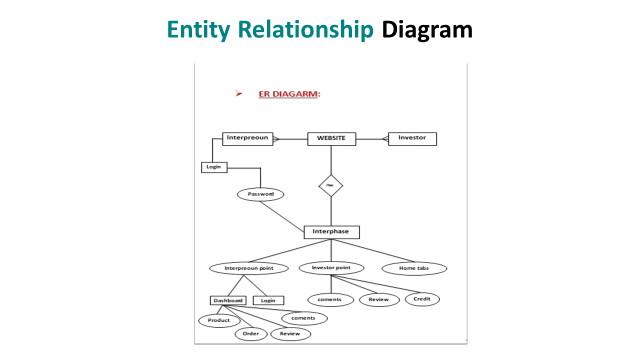 Entity Relationship Diagram
ER DIAGARM:
Interpreoun WEBSITE Investor
Login
Password
Interphase
Interpreoun point Investor point Home tabs
Dashboard Login coments Review Credit
Product coments
Order Review